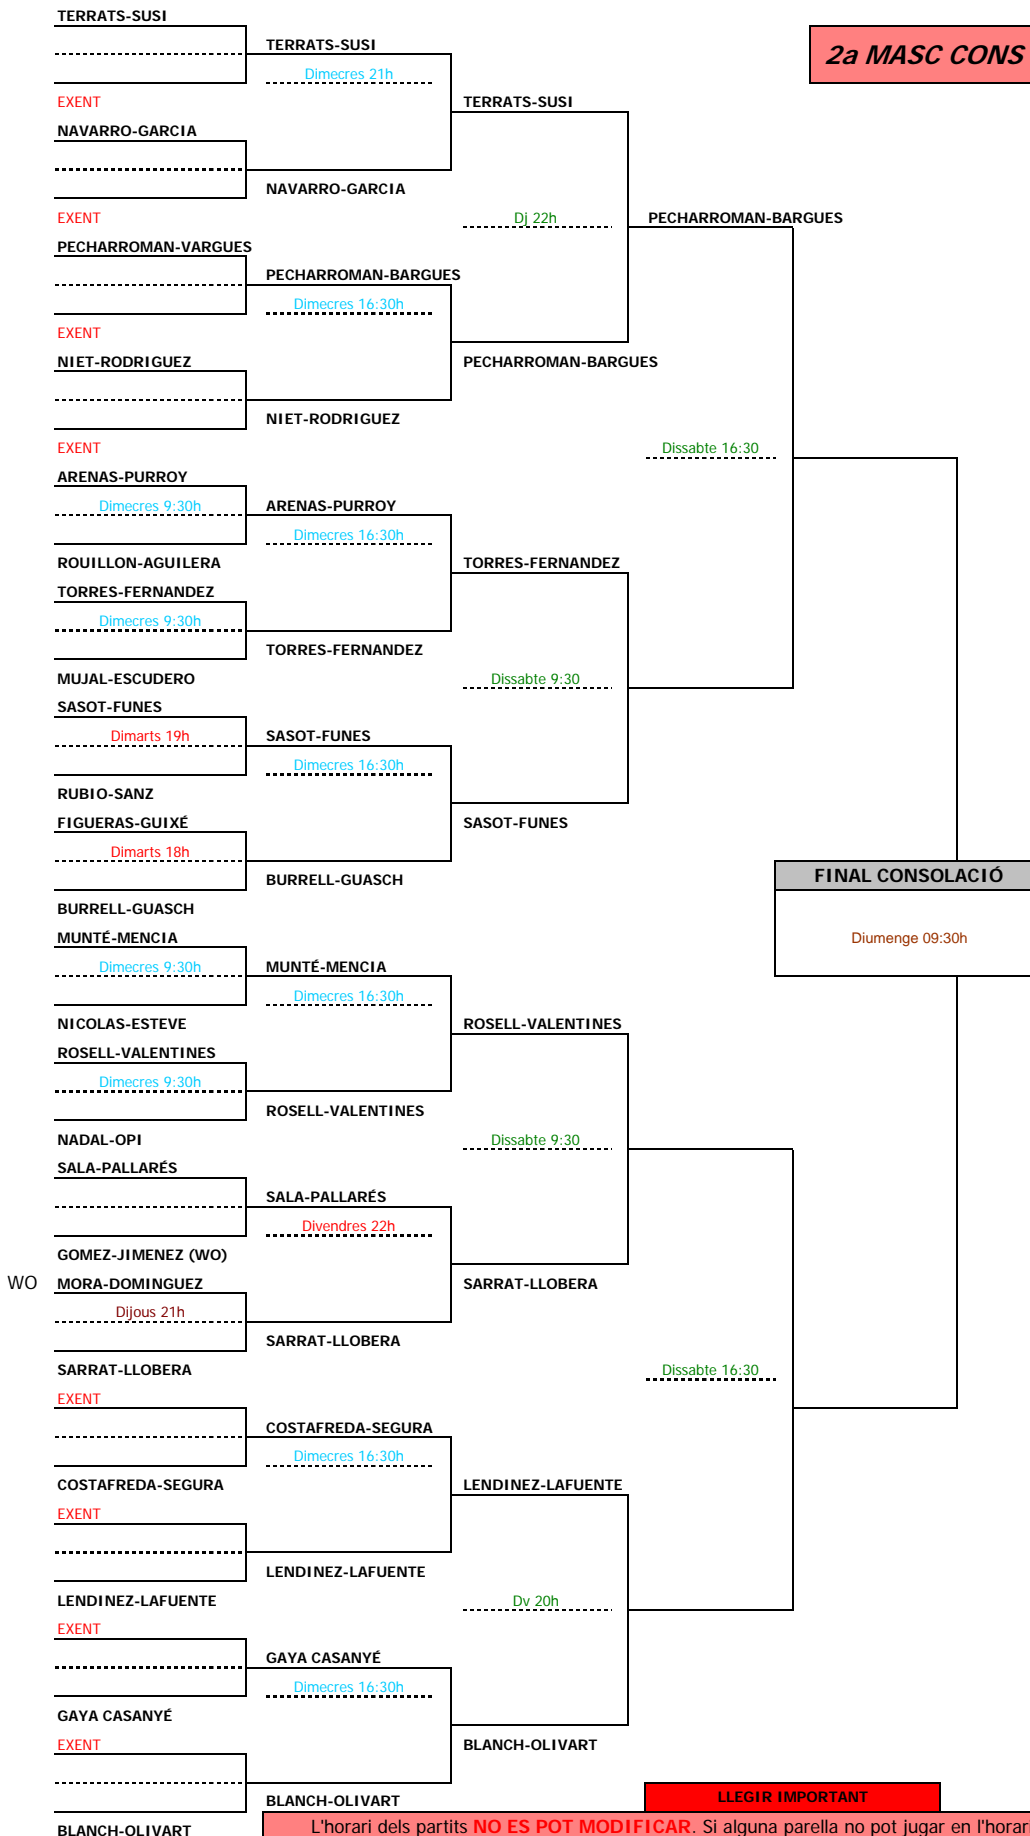 TERRATS-SUSI
TERRATS-SUSI
2a MASC CONS
Dimecres 21h
EXENT
TERRATS-SUSI
NAVARRO-GARCIA
NAVARRO-GARCIA
EXENT
Dj 22h
PECHARROMAN-BARGUES
PECHARROMAN-VARGUES
PECHARROMAN-BARGUES
Dimecres 16:30h
EXENT
NIET-RODRIGUEZ
PECHARROMAN-BARGUES
NIET-RODRIGUEZ
EXENT
Dissabte 16:30
ARENAS-PURROY
Dimecres 9:30h
ARENAS-PURROY
Dimecres 16:30h
ROUILLON-AGUILERA
TORRES-FERNANDEZ
TORRES-FERNANDEZ
Dimecres 9:30h
TORRES-FERNANDEZ
MUJAL-ESCUDERO
Dissabte 9:30
SASOT-FUNES
Dimarts 19h
SASOT-FUNES
Dimecres 16:30h
RUBIO-SANZ
FIGUERAS-GUIXÉ
SASOT-FUNES
Dimarts 18h
BURRELL-GUASCH
FINAL CONSOLACIÓ
BURRELL-GUASCH
MUNTÉ-MENCIA
Diumenge 09:30h
Dimecres 9:30h
MUNTÉ-MENCIA
Dimecres 16:30h
NICOLAS-ESTEVE
ROSELL-VALENTINES
ROSELL-VALENTINES
Dimecres 9:30h
ROSELL-VALENTINES
NADAL-OPI
Dissabte 9:30
SALA-PALLARÉS
SALA-PALLARÉS
Divendres 22h
GOMEZ-JIMENEZ (WO)
WO MORA-DOMINGUEZ
SARRAT-LLOBERA
Dijous 21h
SARRAT-LLOBERA
SARRAT-LLOBERA
Dissabte 16:30
EXENT
COSTAFREDA-SEGURA
Dimecres 16:30h
COSTAFREDA-SEGURA
LENDINEZ-LAFUENTE
EXENT
LENDINEZ-LAFUENTE
LENDINEZ-LAFUENTE
Dv 20h
EXENT
GAYA CASANYÉ
Dimecres 16:30h
GAYA CASANYÉ
EXENT
BLANCH-OLIVART
BLANCH-OLIVART
LLEGIR IMPORTANT
BLANCH-OLIVART
L'horari dels partits NO ES POT MODIFICAR. Si alguna parella no pot jugar en l'horari